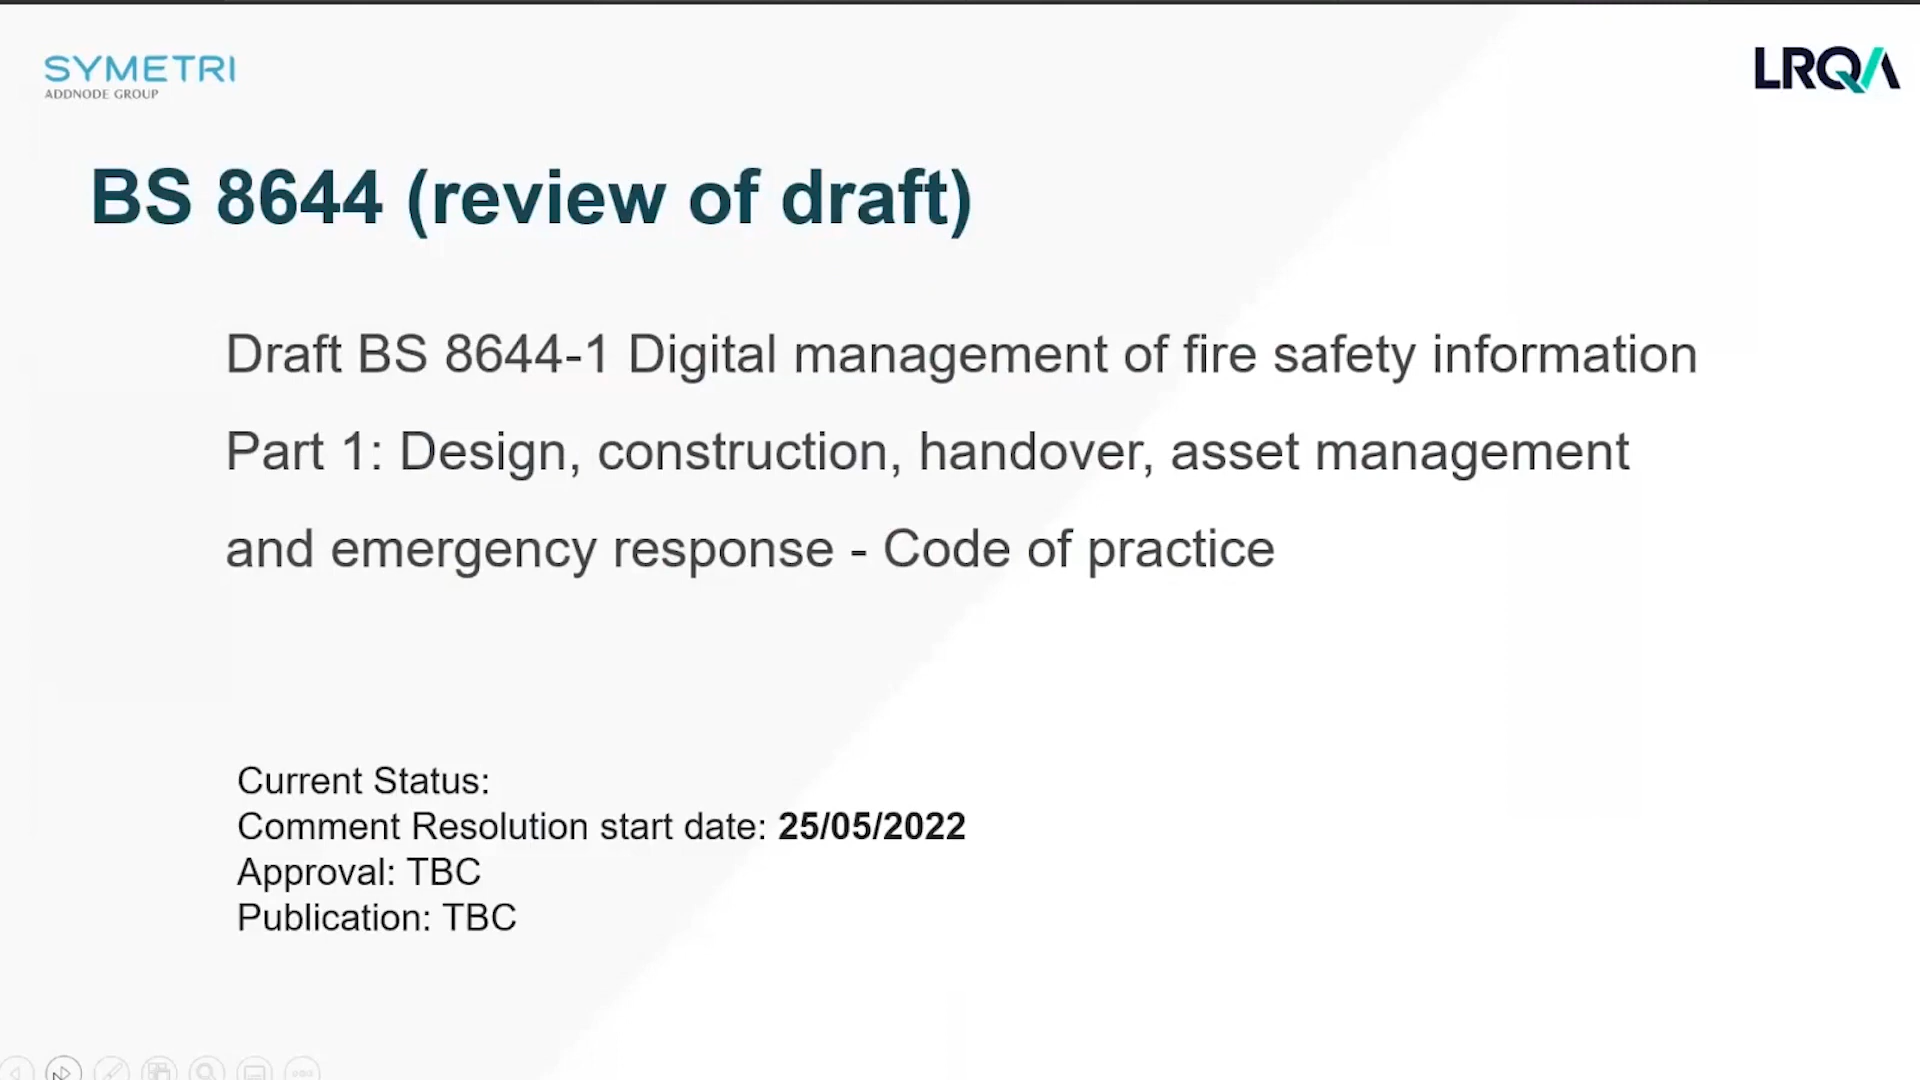 SYMETRI
ADDNODE GROUP
LRQA
BS 8644 (review of draft)
Draft BS 8644-1 Digital management of fire safety information
Part 1: Design, construction, handover, asset management
and emergency response - Code of practice
Current Status:
Comment Resolution start date: 25/05/2022
Approval: TBC
Publication: TBC